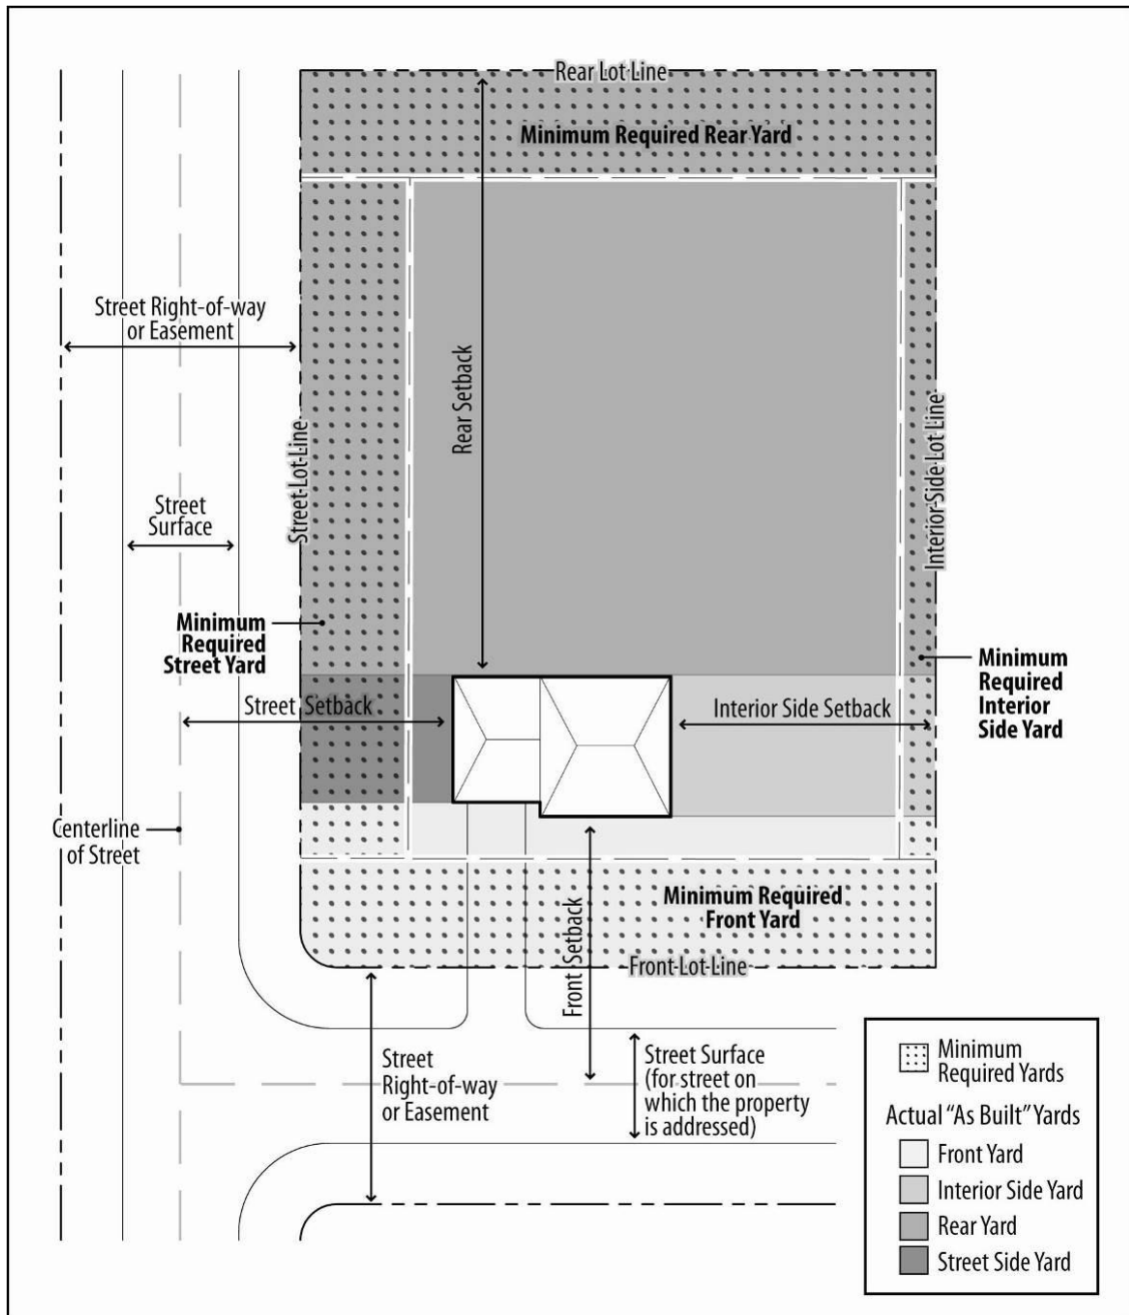 Rear Lot Line
Minimum Required Rear Yard
Street Right-of-way
or Easement
Rear Setback
Street Lot Line
Interior Side Lot Line
Street
Surface
Minimum
Required
Street Yard
Minimum
Required
Interior
Side Yard
Street Setback
Interior Side Setback
Centerline
of Street
Minimum Required
Front Yard
Front Setback
Front Lot Line
Street
Right-of-way
or Easement
Street Surface
(for street on
which the property
is addressed)
Minimum
Required Yards
Actual “As Built” Yards
Front Yard
Interior Side Yard
Rear Yard
Street Side Yard